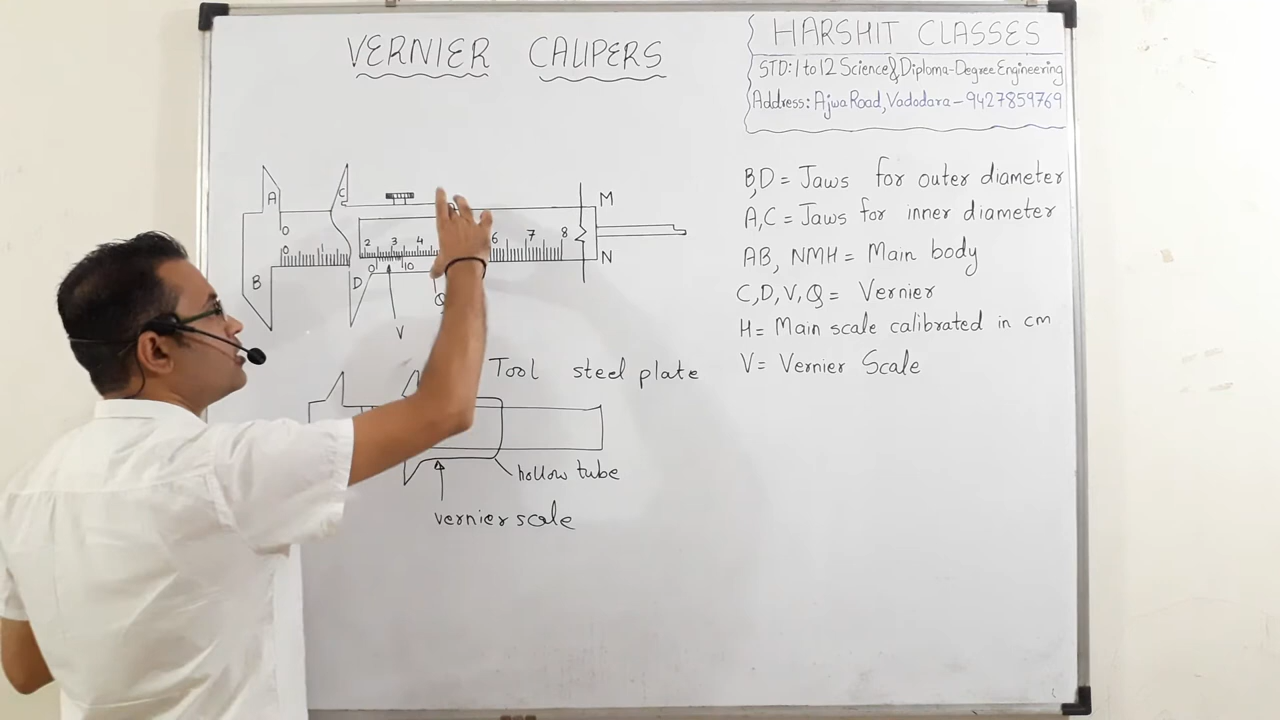 VERNIER CALIPERS
HARSHIT CLASSES
STD: 1 to 12 Science & Diploma-Degree Engineering
Address: Ajwa Road, Vadodara - 9427859769
A
C
M
0
0 1 2 3 4 6 7 8
N
B
D
0 10
Q
V
B,D = Jaws for outer diameter
A,C = Jaws for inner diameter
AB, NMH = Main body
C,D,V,Q = Vernier
H = Main scale calibrated in cm
V = Vernier Scale
Tool steel plate
hollow tube
vernier scale